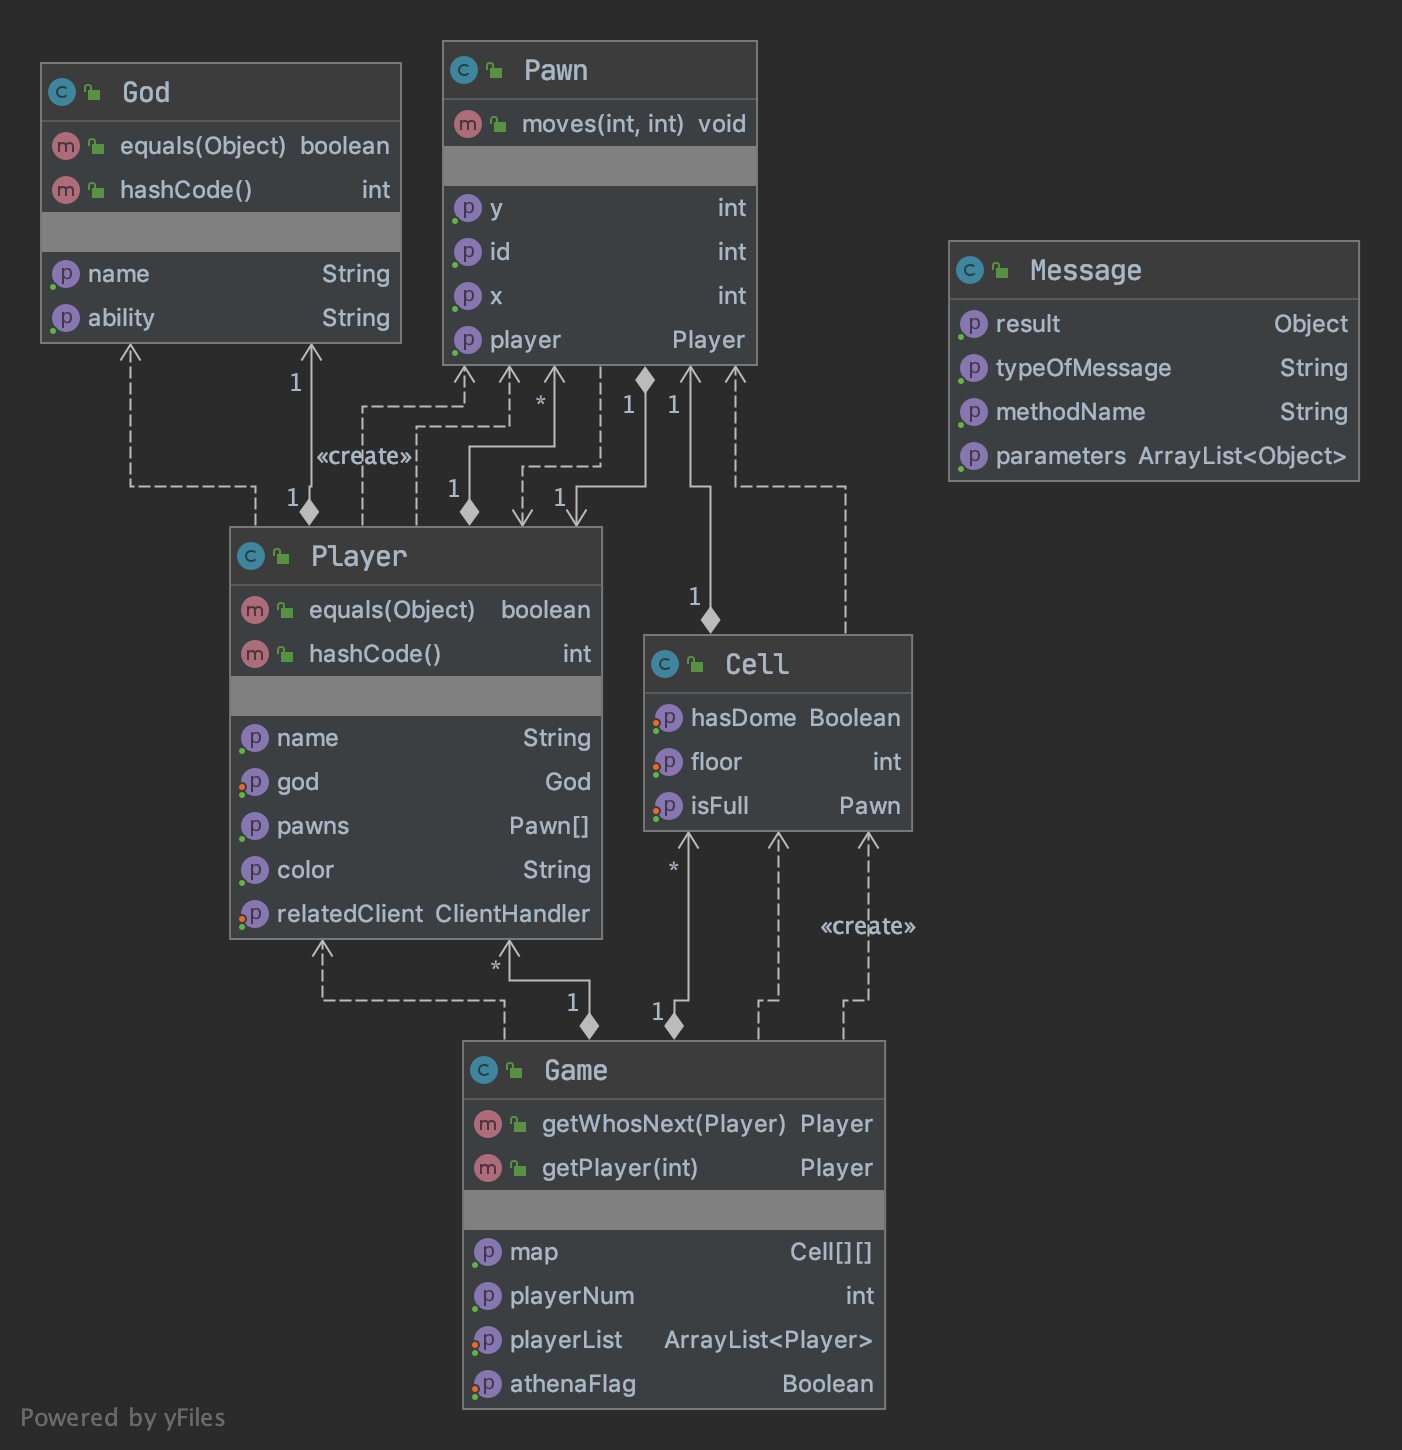 God
equals(Object) boolean
hashCode() int
name String
ability String
Pawn
moves(int, int) void
y int
id int
x int
player Player
Message
result Object
typeOfMessage String
methodName String
parameters ArrayList<Object>
1
*
1
1
«create»
1
1
1
Player
equals(Object) boolean
hashCode() int
name String
god God
pawns Pawn[]
color String
relatedClient ClientHandler
1
Cell
hasDome Boolean
floor int
isFull Pawn
*
«create»
*
1
1
Game
getWhosNext(Player) Player
getPlayer(int) Player
map Cell[][]
playerNum int
playerList ArrayList<Player>
athenaFlag Boolean
Powered by yFiles